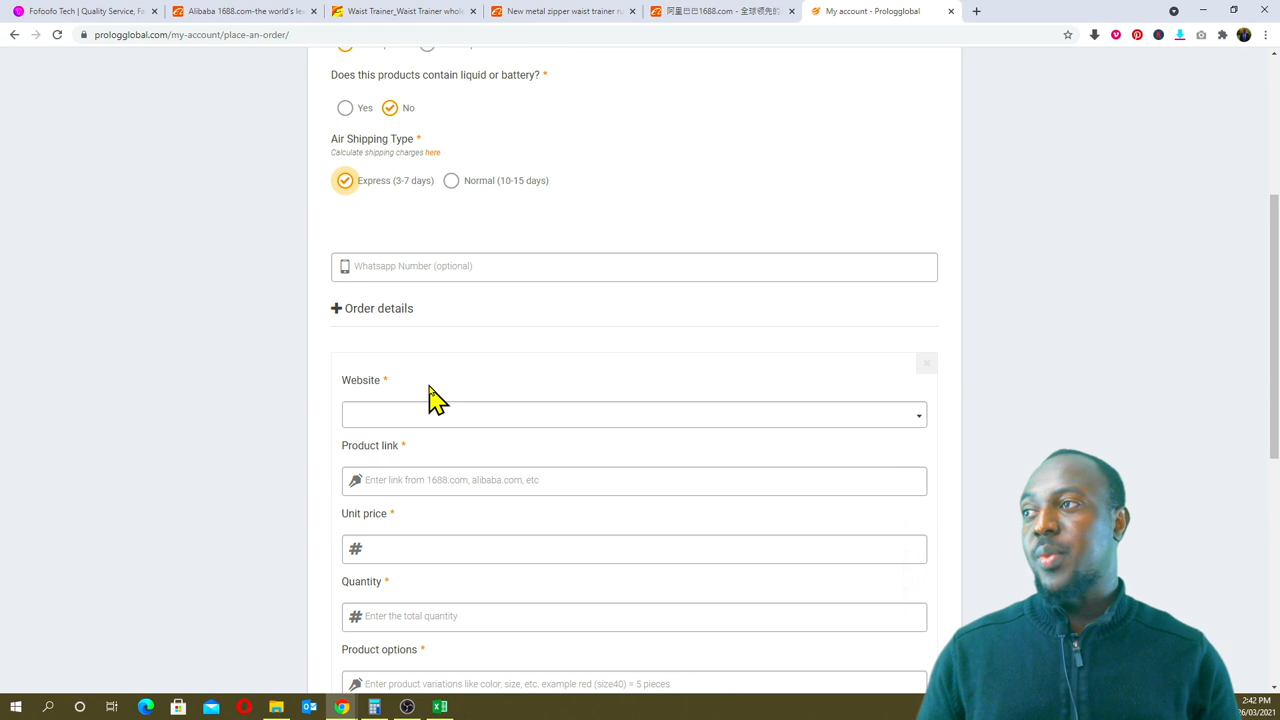 Fofoofo Tech | Quality Service, Fa
Alibaba 1688.com-the world's le
Waist Trainer_Waist Trainer whole
New metal zipper waist trainer ru
阿里巴巴1688.com - 全球领先的
My account - Prologglobal
prologglobal.com/my-account/place-an-order/
Does this products contain liquid or battery? *
Yes No
Air Shipping Type *
Calculate shipping charges here
Express (3-7 days) Normal (10-15 days)
Whatsapp Number (optional)
Order details
Website *
Product link *
Enter link from 1688.com, alibaba.com, etc
Unit price *
#
Quantity *
# Enter the total quantity
Product options *
Enter product variations like color, size, etc. example red (size40) = 5 pieces
2:42 PM
26/03/2021